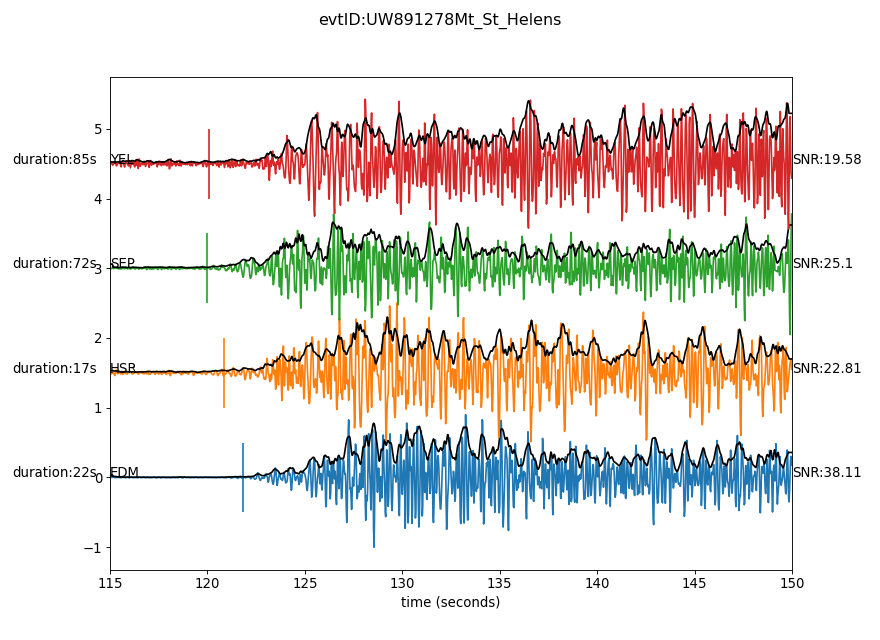 evtID:UW891278Mt_St_Helens
5
duration:85s YEL SNR:19.58
4
duration:72s 3 SEP SNR:25.1
2
duration:17s HSR SNR:22.81
1
duration:22s 0 EDM SNR:38.11
−1
115 120 125 130 135 140 145 150
time (seconds)